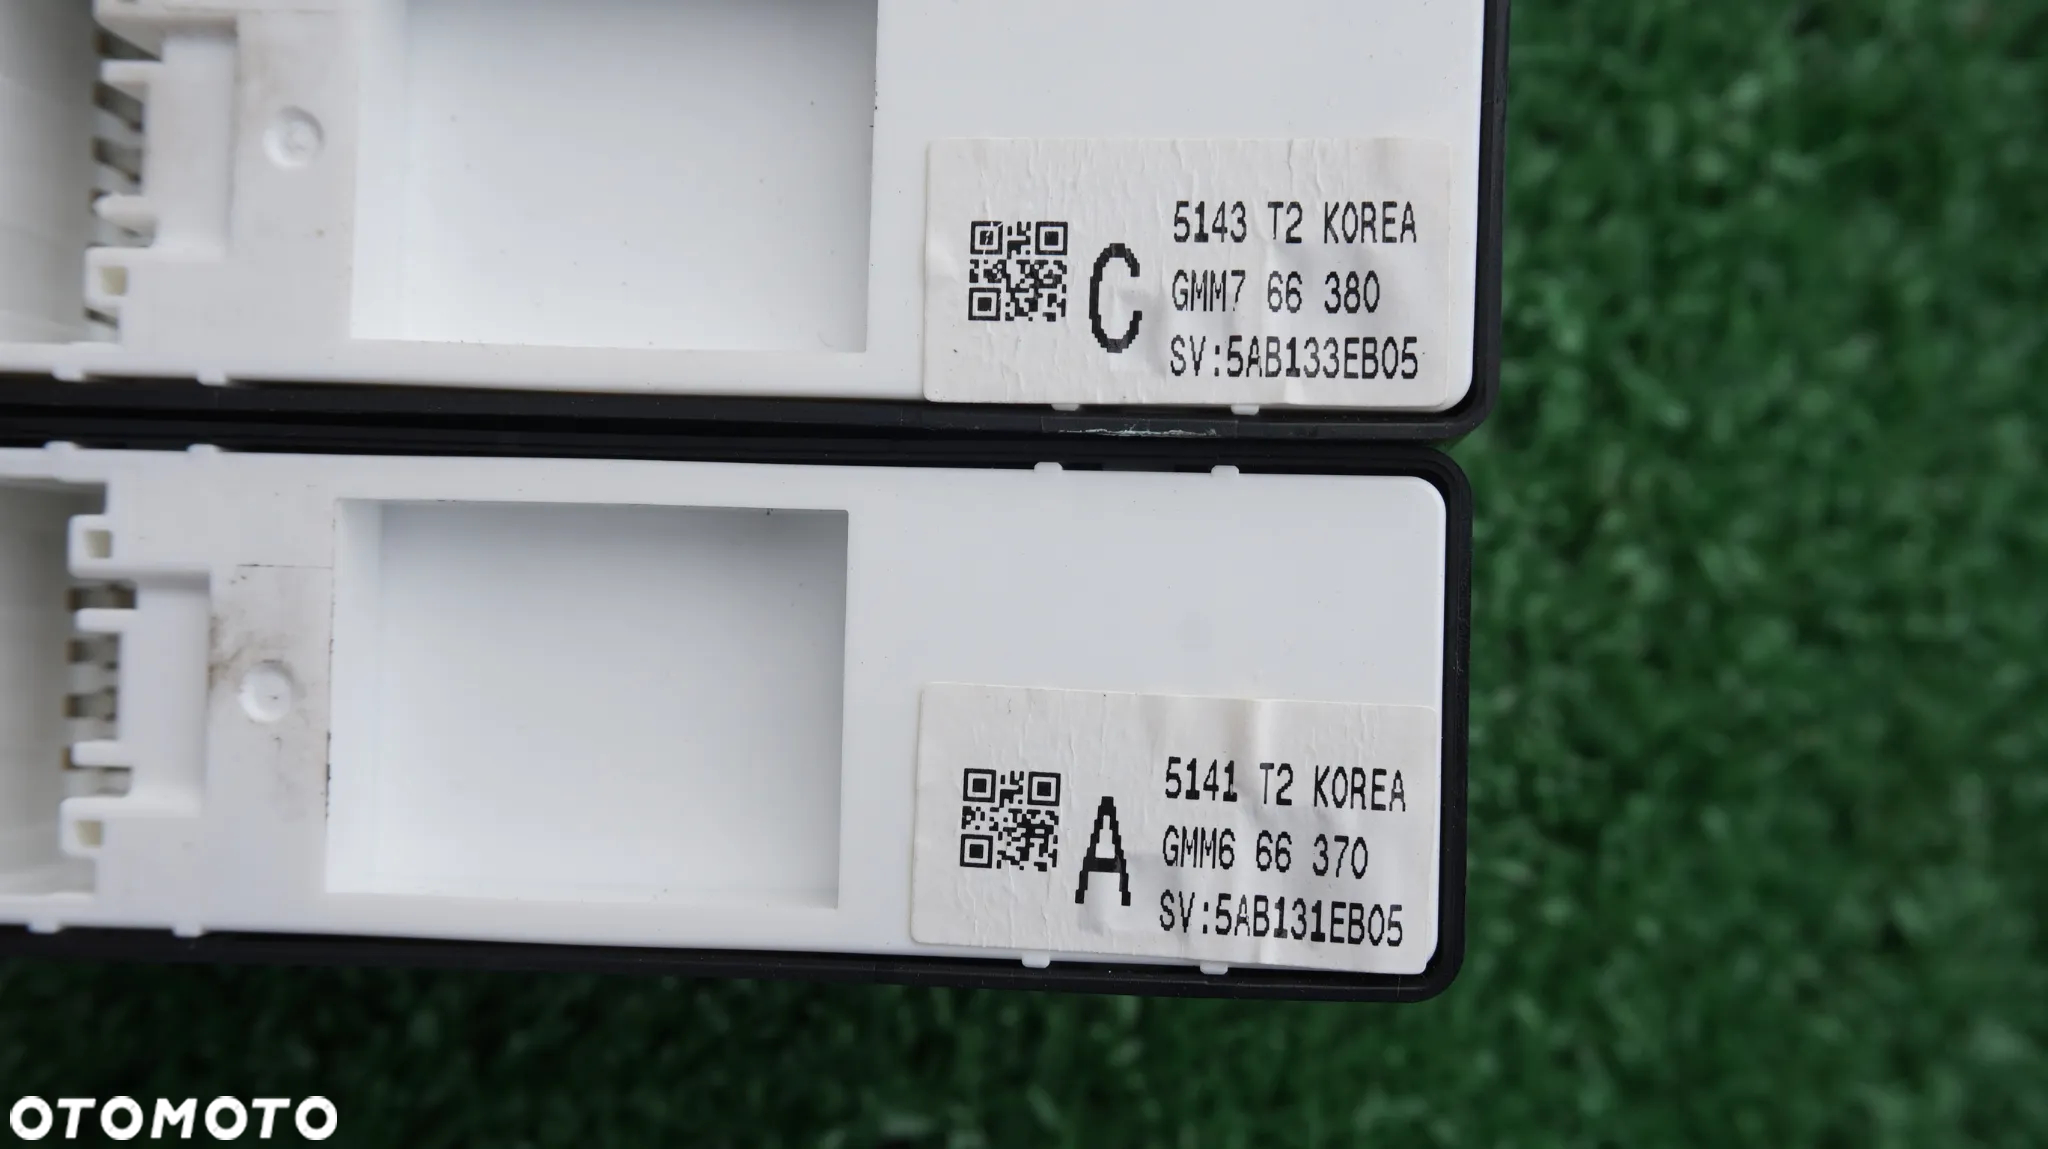 C
5143 T2 KOREA
GMM7 66 380
SV:5AB133EB05
A
5141 T2 KOREA
GMM6 66 370
SV:5AB131EB05
OTOMOTO